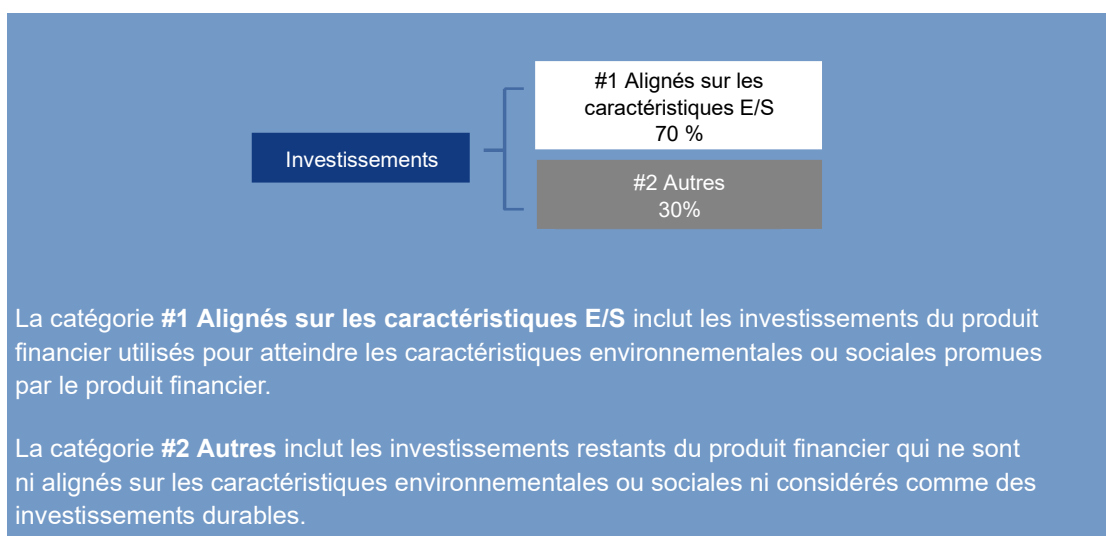 #1 Alignés sur les
caractéristiques E/S
70 %
Investissements
#2 Autres
30%
La catégorie #1 Alignés sur les caractéristiques E/S inclut les investissements du produit
financier utilisés pour atteindre les caractéristiques environnementales ou sociales promues
par le produit financier.
La catégorie #2 Autres inclut les investissements restants du produit financier qui ne sont
ni alignés sur les caractéristiques environnementales ou sociales ni considérés comme des
investissements durables.